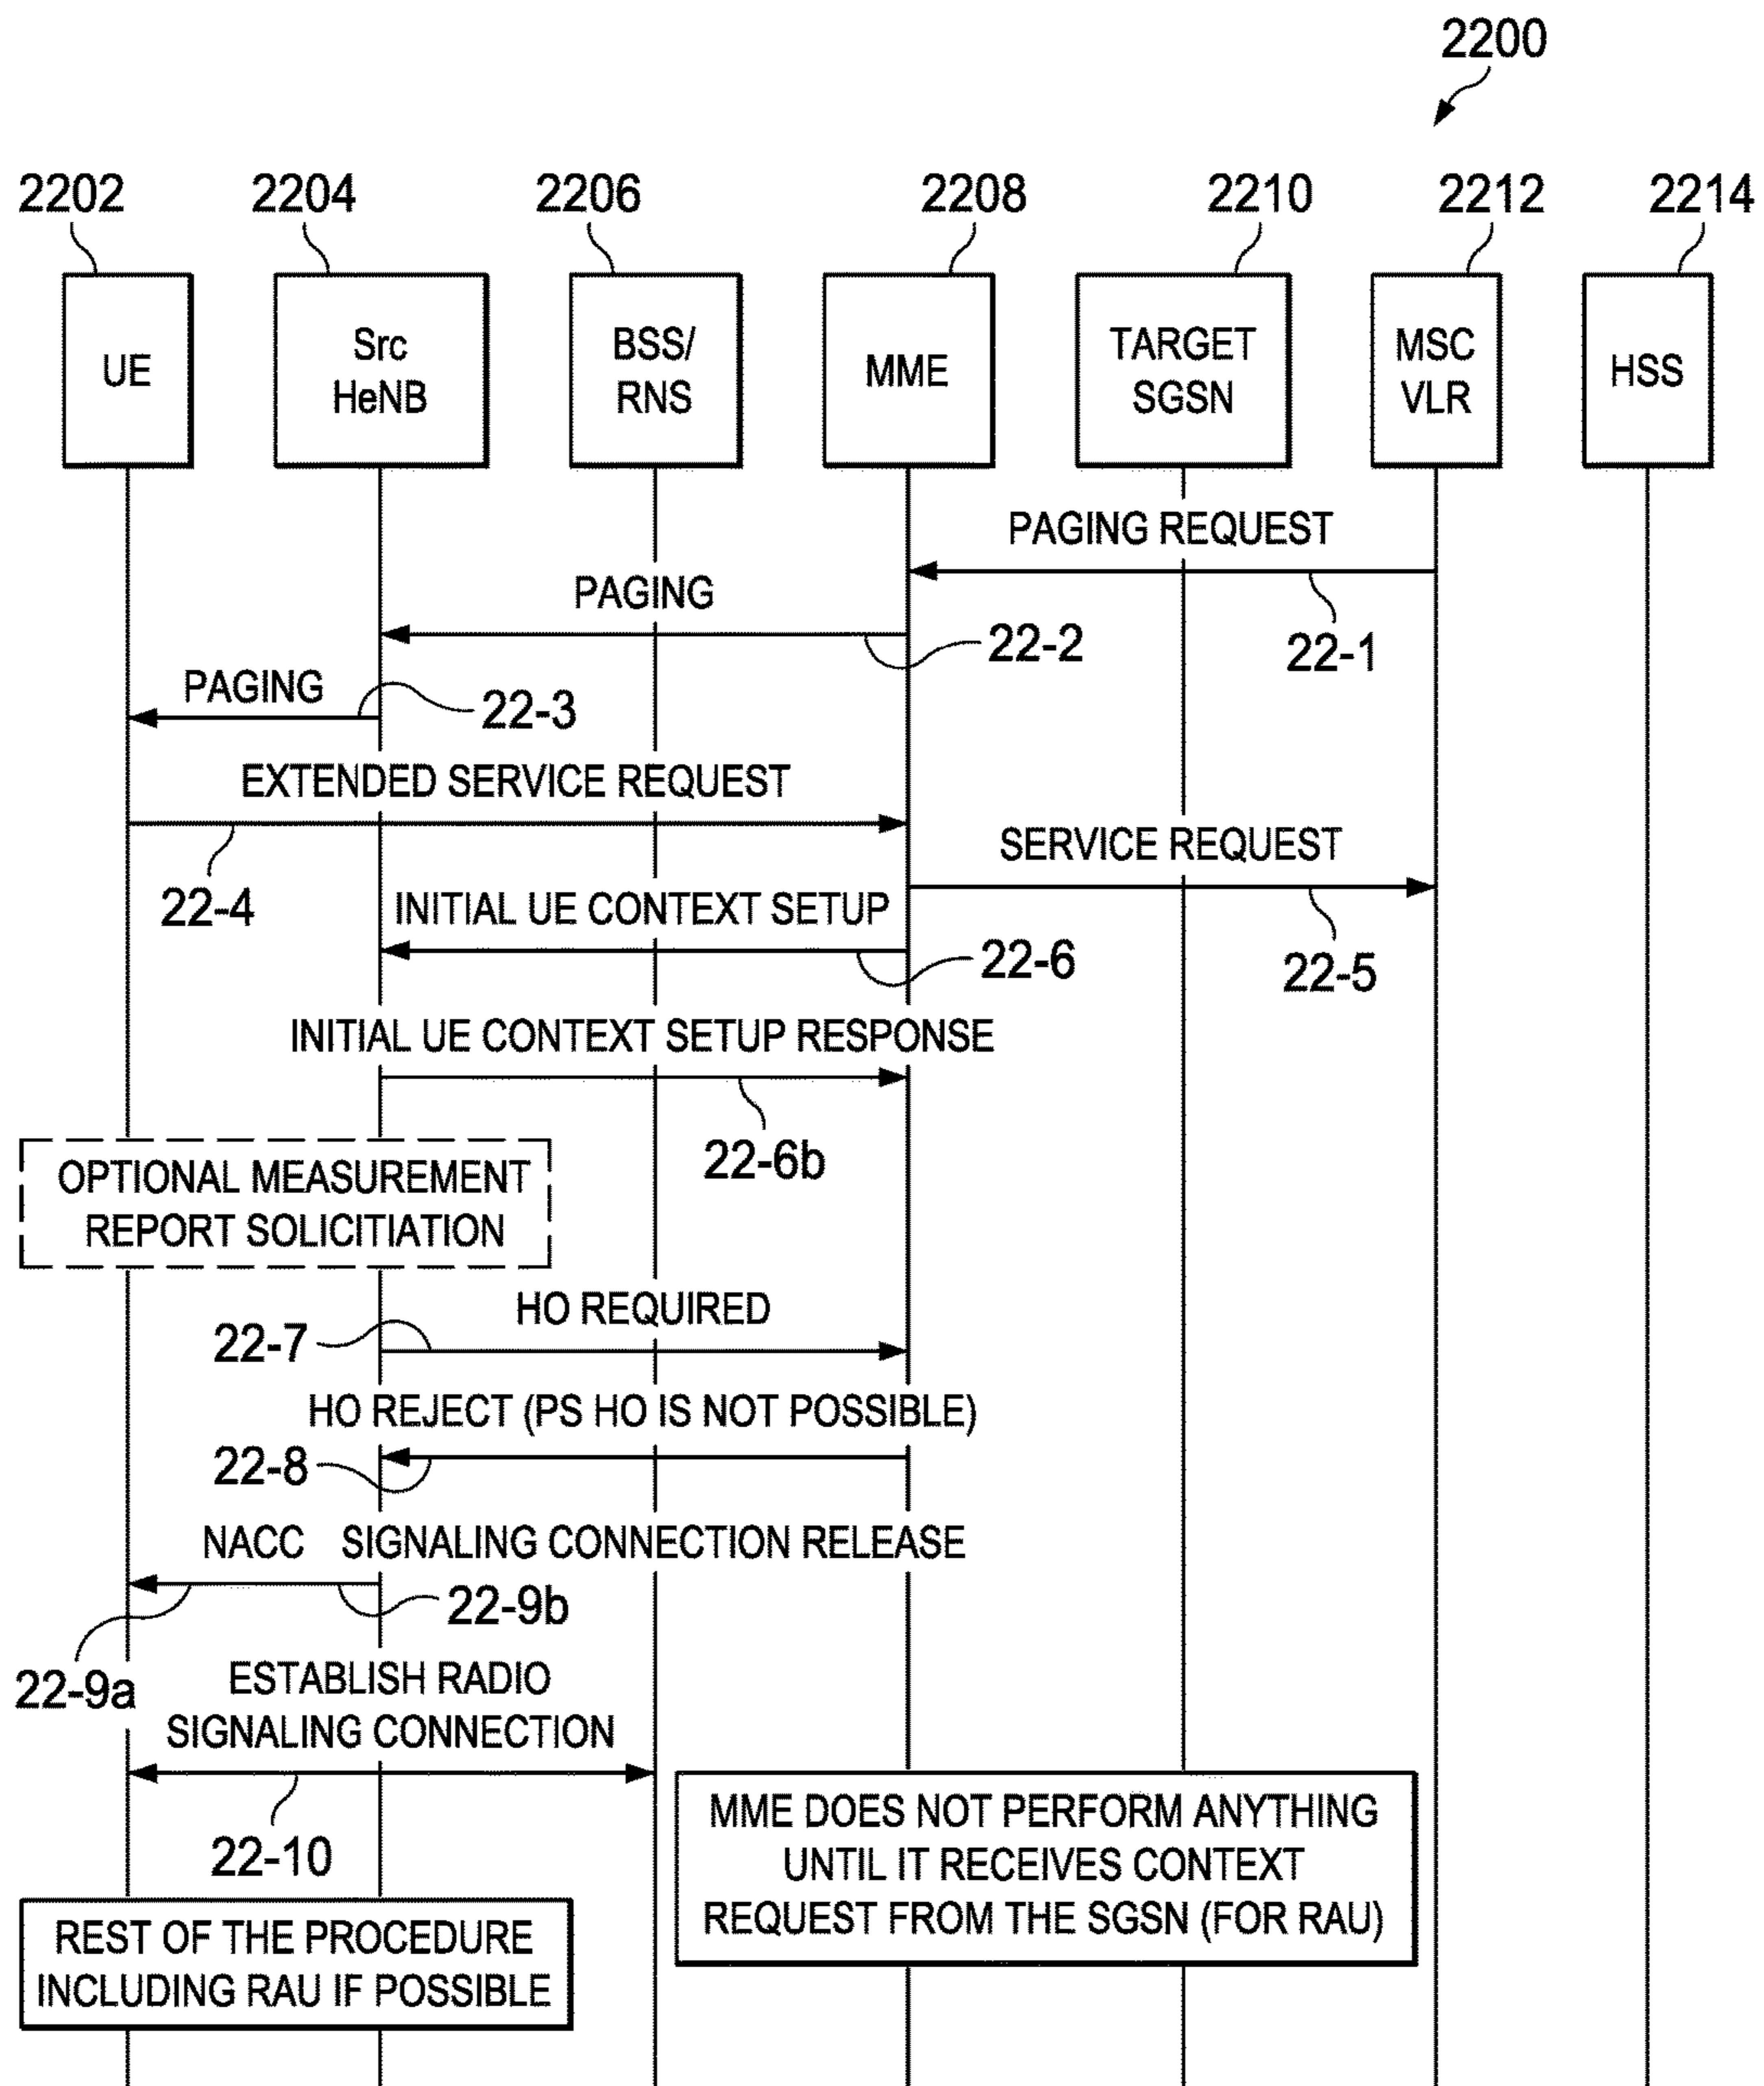 2200
2202
2204
2206
2208
2210
2212
2214
UE
Src
HeNB
BSS/
RNS
MME
TARGET
SGSN
MSC
VLR
HSS
PAGING REQUEST
22-1
PAGING
22-2
PAGING
22-3
EXTENDED SERVICE REQUEST
22-4
SERVICE REQUEST
22-5
INITIAL UE CONTEXT SETUP
22-6
INITIAL UE CONTEXT SETUP RESPONSE
22-6b
OPTIONAL MEASUREMENT
REPORT SOLICITIATION
HO REQUIRED
22-7
HO REJECT (PS HO IS NOT POSSIBLE)
22-8
NACC
SIGNALING CONNECTION RELEASE
22-9b
22-9a
ESTABLISH RADIO
SIGNALING CONNECTION
22-10
MME DOES NOT PERFORM ANYTHING
UNTIL IT RECEIVES CONTEXT
REQUEST FROM THE SGSN (FOR RAU)
REST OF THE PROCEDURE
INCLUDING RAU IF POSSIBLE